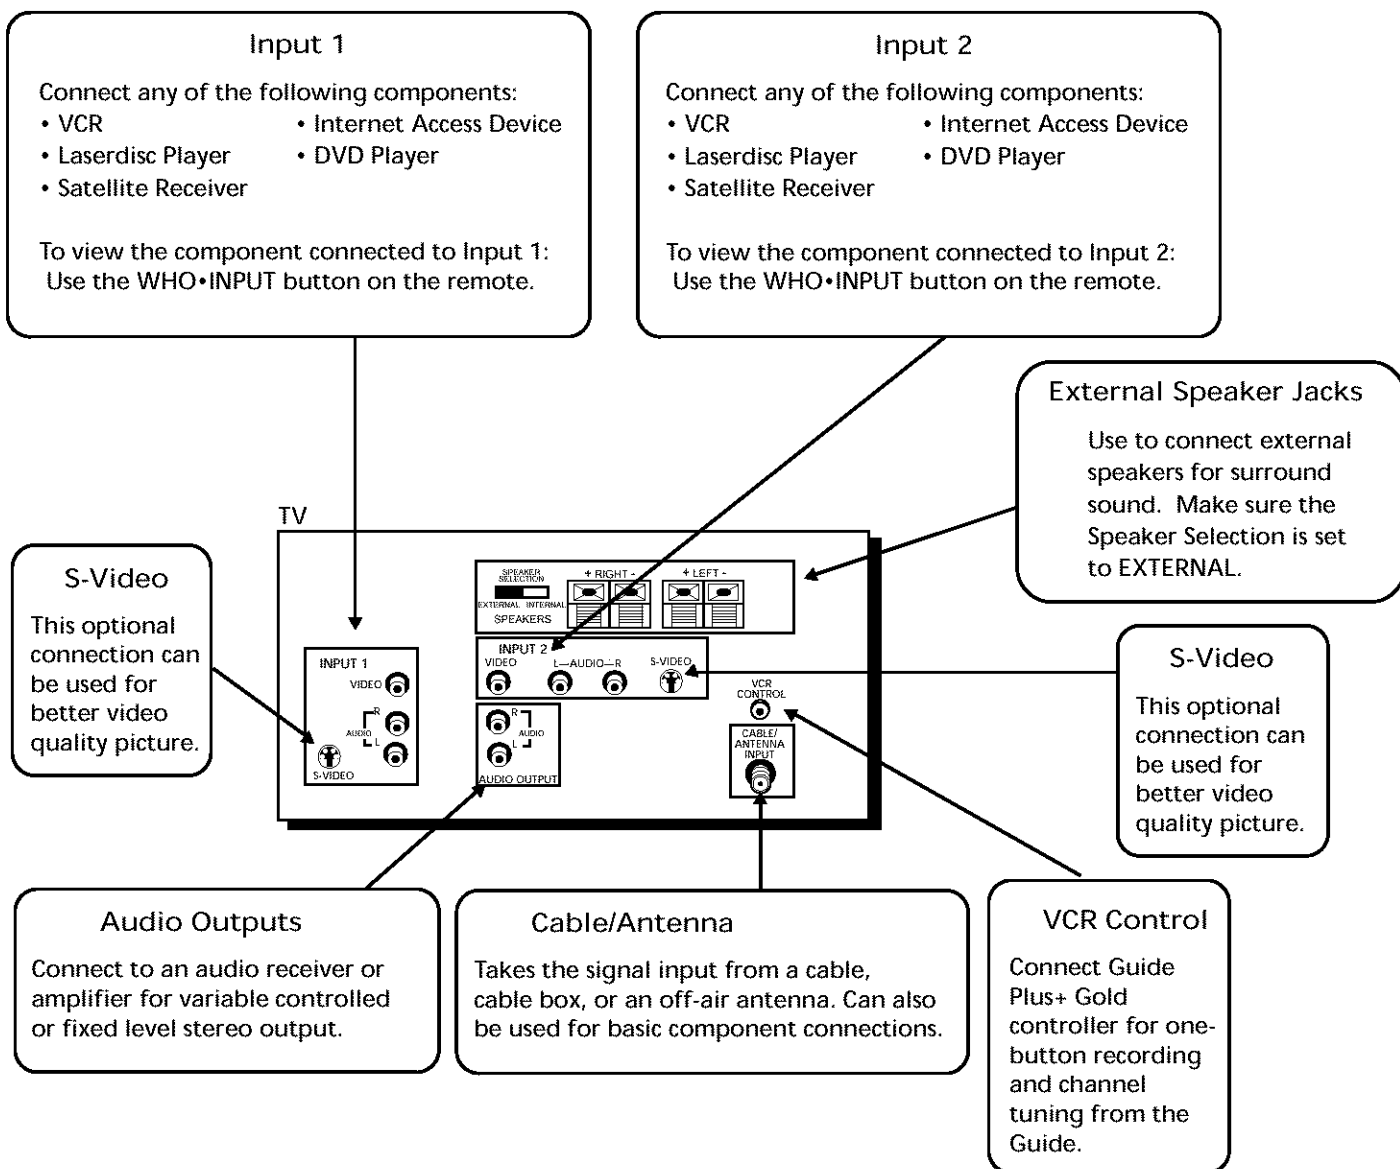 Input 1
Connect any of the following components:
• VCR • Internet Access Device
• Laserdisc Player • DVD Player
• Satellite Receiver
To view the component connected to Input 1:
Use the WHO•INPUT button on the remote.
Input 2
Connect any of the following components:
• VCR • Internet Access Device
• Laserdisc Player • DVD Player
• Satellite Receiver
To view the component connected to Input 2:
Use the WHO•INPUT button on the remote.
External Speaker Jacks
Use to connect external
speakers for surround
sound. Make sure the
Speaker Selection is set
to EXTERNAL.
TV
S-Video
This optional
connection can
be used for
better video
quality picture.
SPEAKER
SELECTION
EXTERNAL INTERNAL
SPEAKERS
+ RIGHT -
+ LEFT -
INPUT 1
VIDEO
R
AUDIO
L
S-VIDEO
INPUT 2
VIDEO
L—AUDIO—R
S-VIDEO
R
AUDIO
L
AUDIO OUTPUT
VCR
CONTROL
CABLE/
ANTENNA
INPUT
S-Video
This optional
connection can
be used for
better video
quality picture.
Audio Outputs
Connect to an audio receiver or
amplifier for variable controlled
or fixed level stereo output.
Cable/Antenna
Takes the signal input from a cable,
cable box, or an off-air antenna. Can also
be used for basic component connections.
VCR Control
Connect Guide
Plus+ Gold
controller for one-
button recording
and channel
tuning from the
Guide.